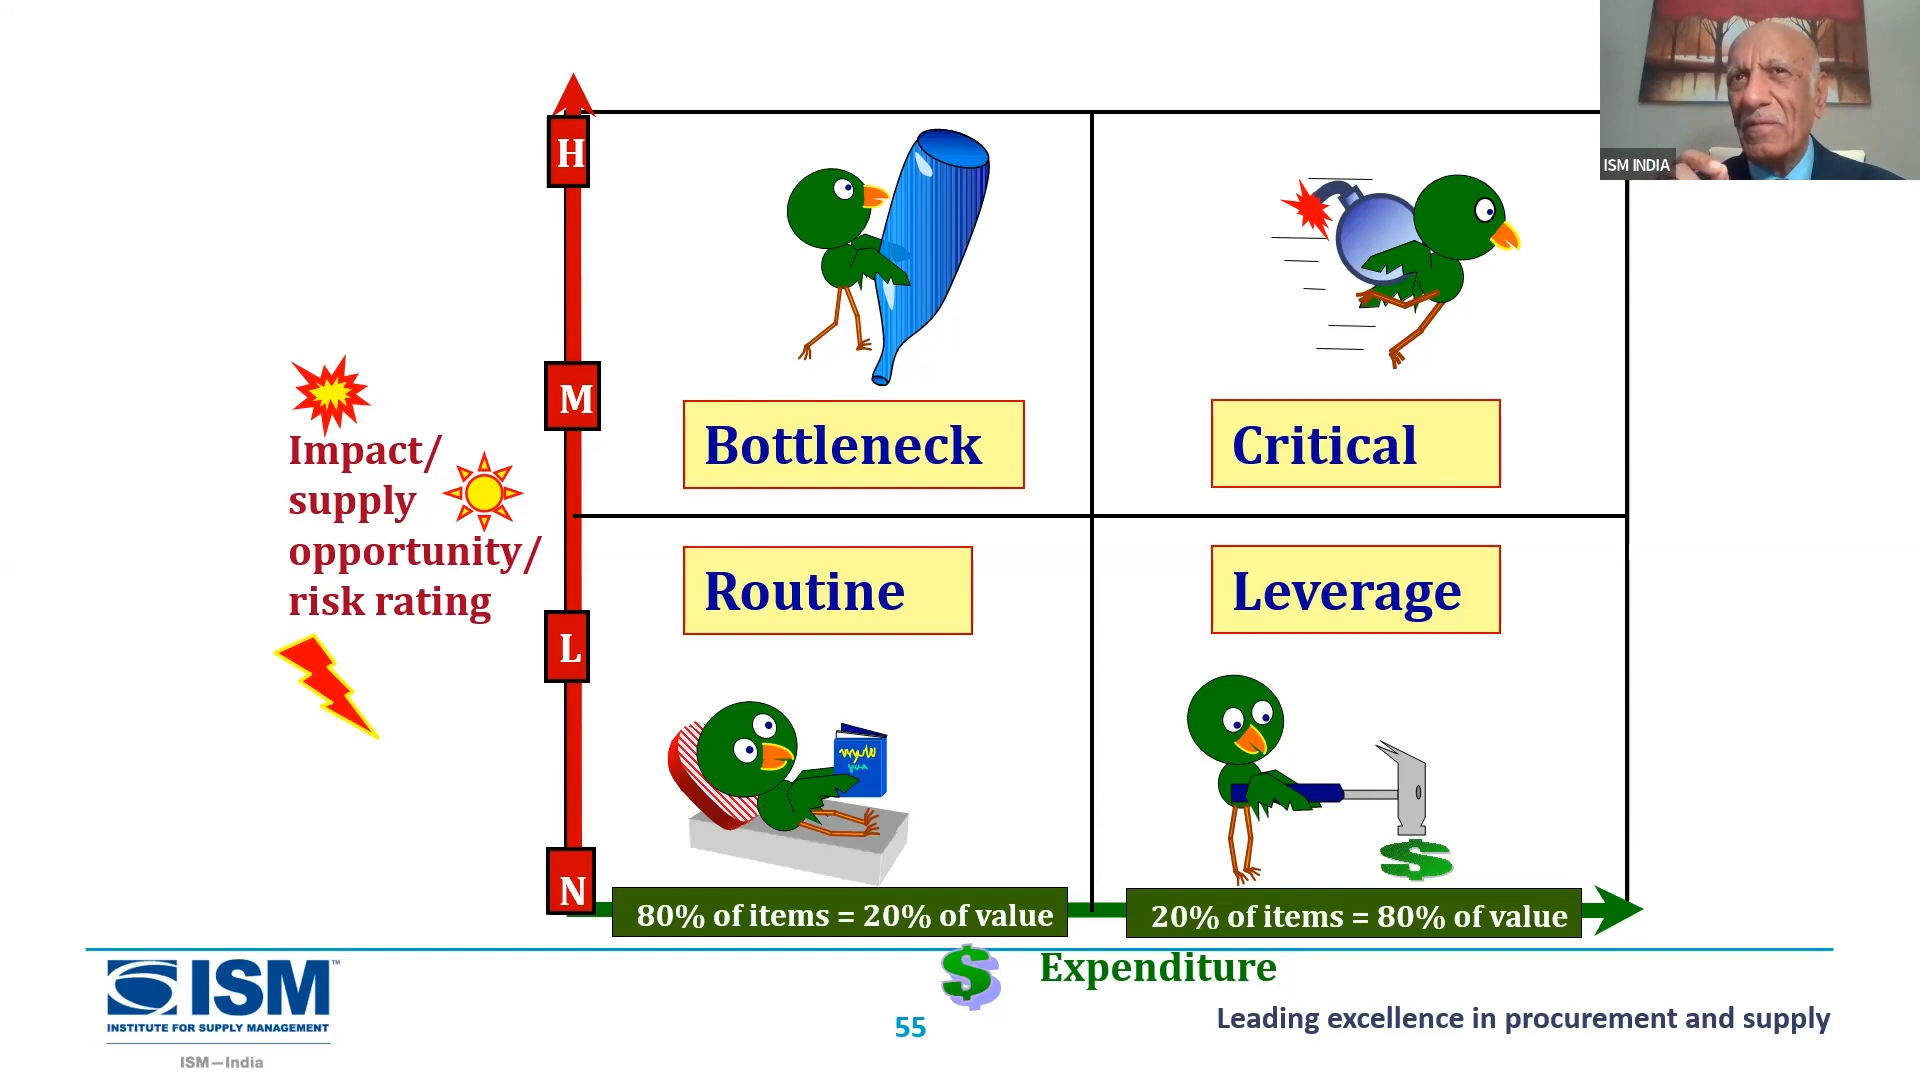 ISM INDIA
H
M
L
N
Impact/
supply
opportunity/
risk rating
Bottleneck
Critical
Routine
Leverage
80% of items = 20% of value
20% of items = 80% of value
$
$ Expenditure
ISM™
INSTITUTE FOR SUPPLY MANAGEMENT
ISM—India
55
Leading excellence in procurement and supply